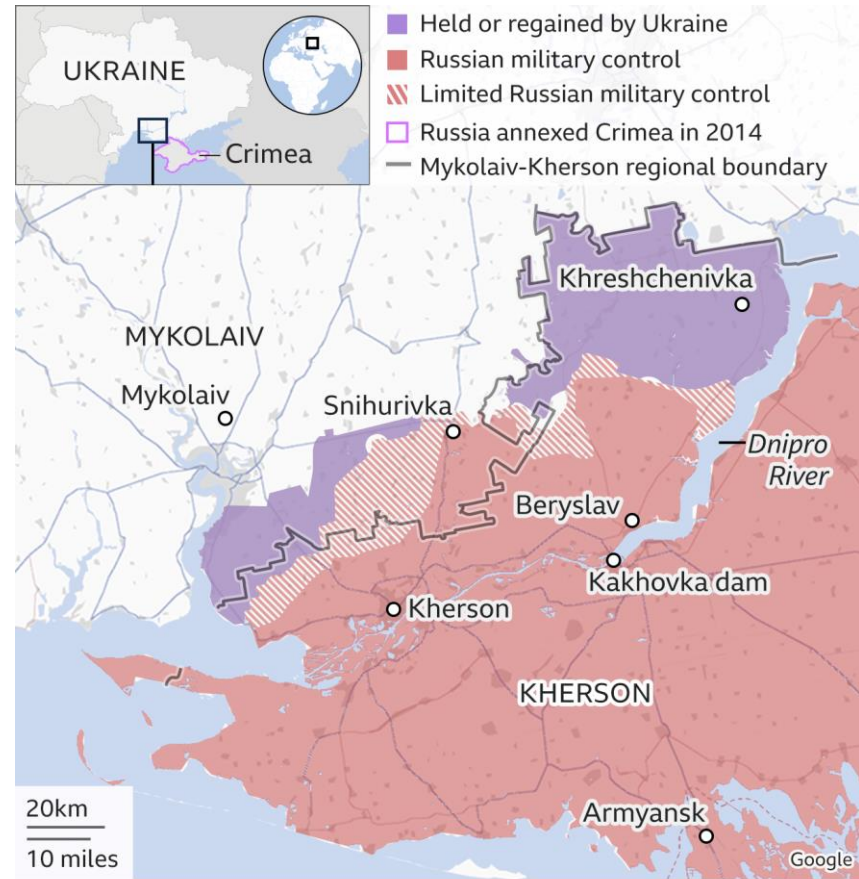 UKRAINE
Crimea
Held or regained by Ukraine
Russian military control
Limited Russian military control
Russia annexed Crimea in 2014
Mykolaiv-Kherson regional boundary
Khreshchenivka
MYKOLAIV
Mykolaiv
Snihurivka
Dnipro
River
Beryslav
Kakhovka dam
Kherson
KHERSON
20km
10 miles
Armyansk
Google